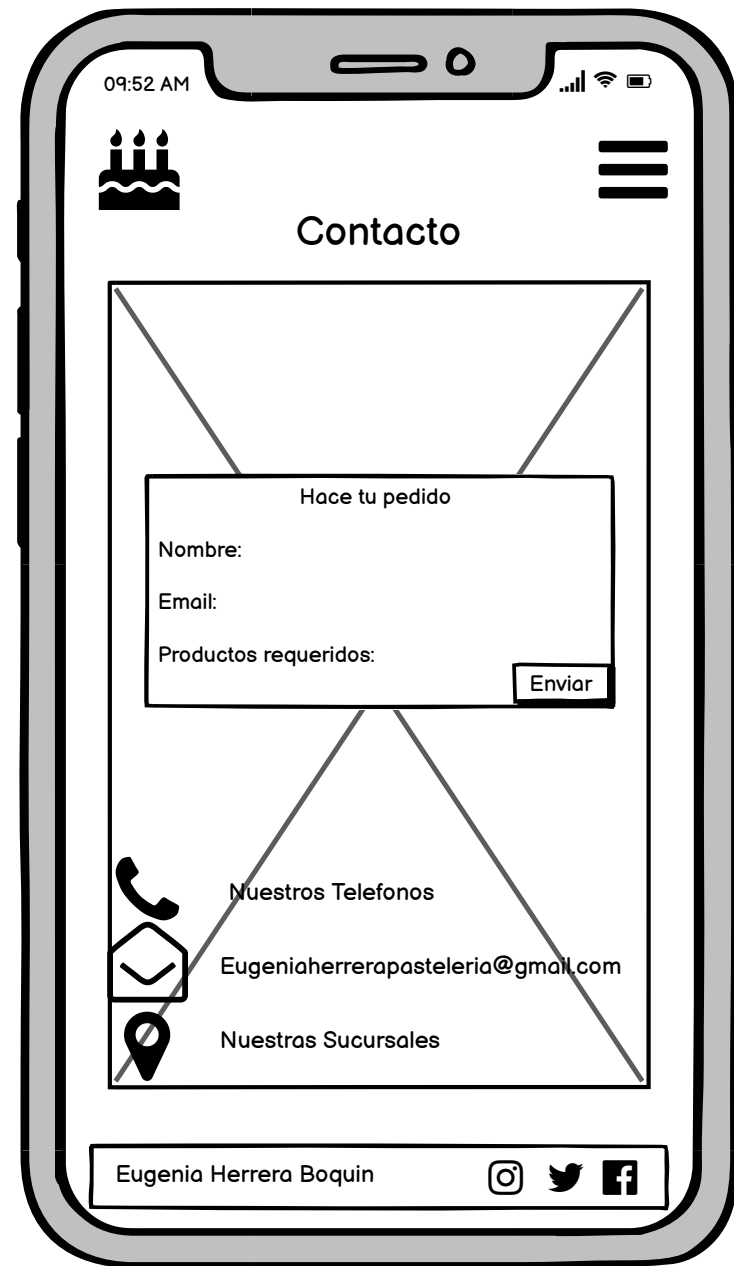 09:52 AM
Contacto
Hace tu pedido
Nombre:
Email:
Productos requeridos:
Enviar
Nuestros Telefonos
Eugeniaherrerapasteleria@gmail.com
Nuestras Sucursales
Eugenia Herrera Boquin